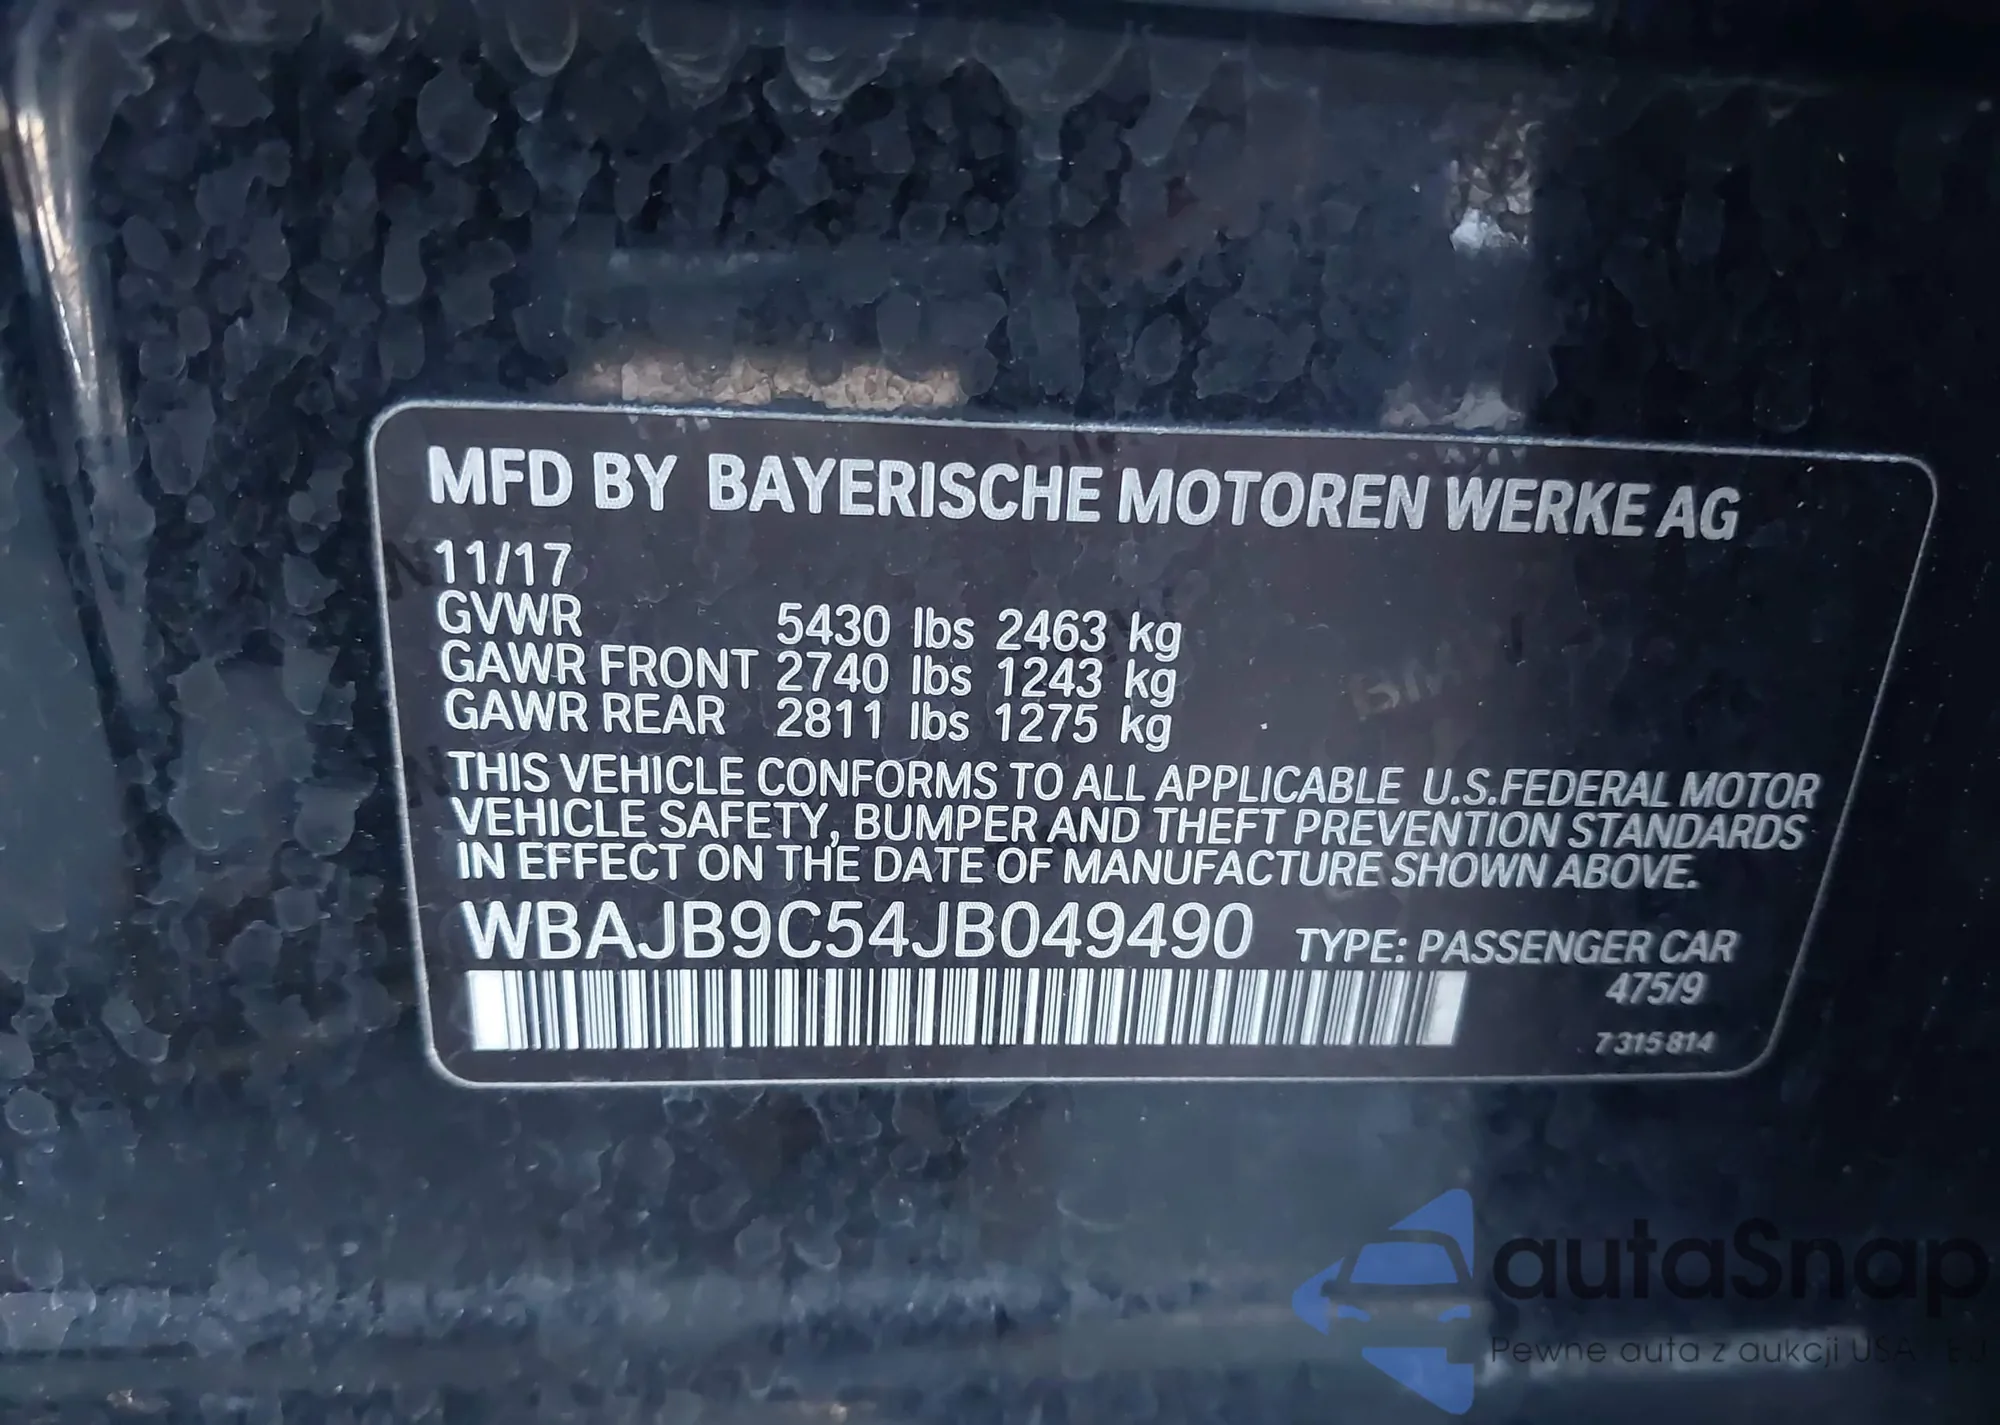 MFD BY BAYERISCHE MOTOREN WERKE AG
11/17
GVWR 5430 lbs 2463 kg
GAWR FRONT 2740 lbs 1243 kg
GAWR REAR 2811 lbs 1275 kg
THIS VEHICLE CONFORMS TO ALL APPLICABLE U.S.FEDERAL MOTOR
VEHICLE SAFETY, BUMPER AND THEFT PREVENTION STANDARDS
IN EFFECT ON THE DATE OF MANUFACTURE SHOWN ABOVE.
WBAJB9C54JB049490 TYPE: PASSENGER CAR
475/9
7 315 814
autaSnap
Pewne auta z aukcji USA - EU